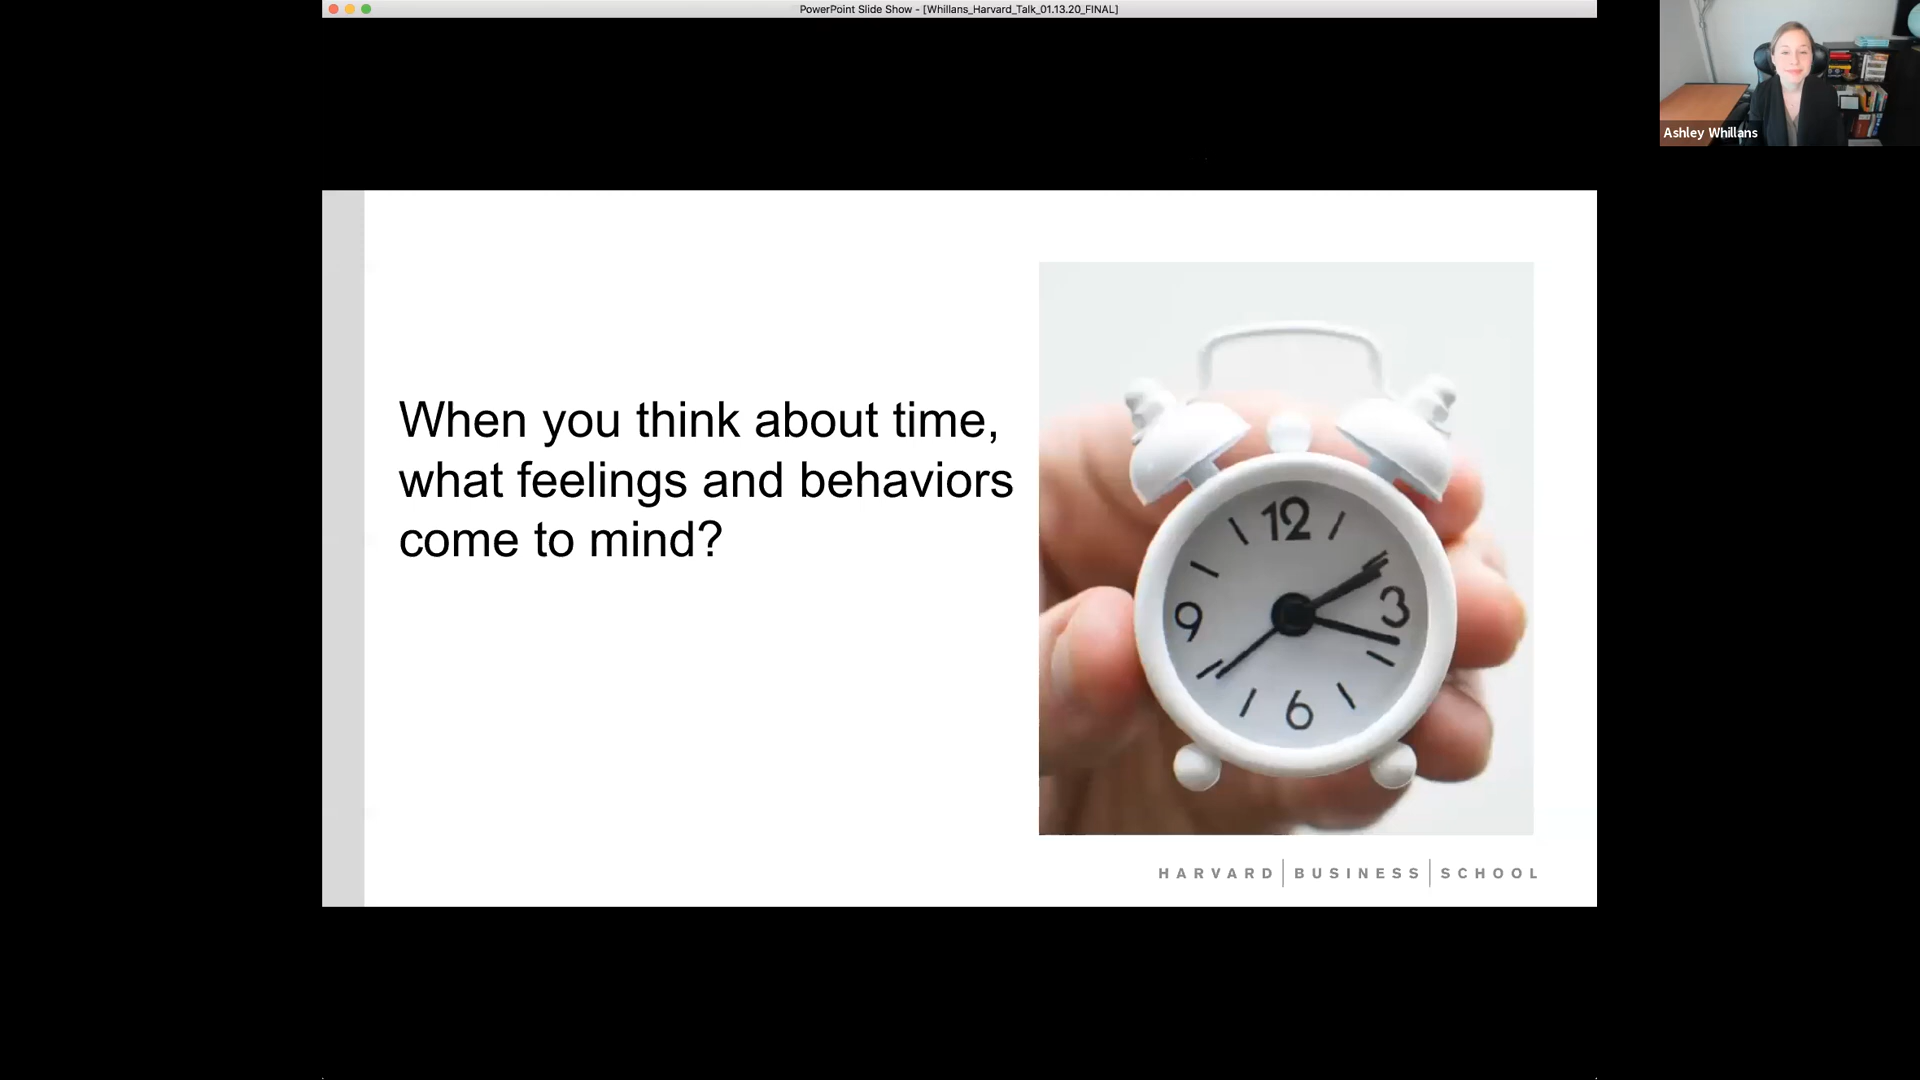 PowerPoint Slide Show - [Whillans_Harvard_Talk_01.13.20_FINAL]
Ashley Whillans
When you think about time,
what feelings and behaviors
come to mind?
12
3
9
6
HARVARD | BUSINESS | SCHOOL